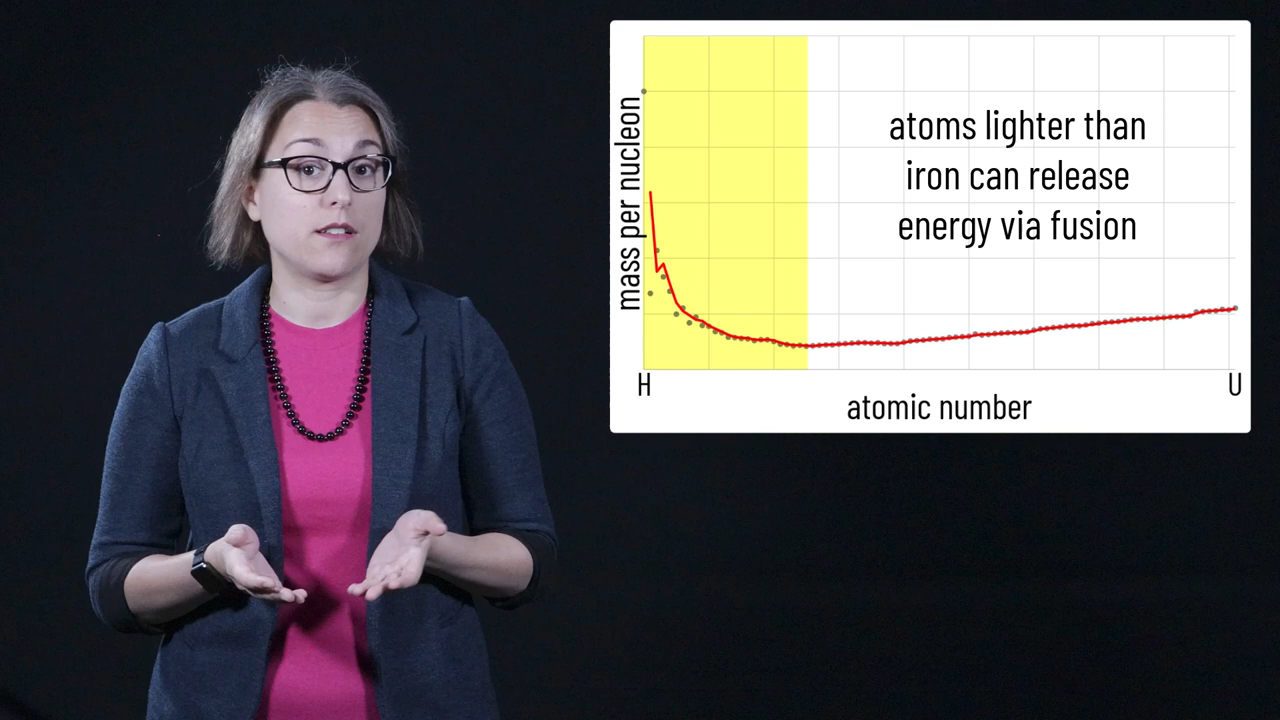 mass per nucleon
atoms lighter than
iron can release
energy via fusion
H
U
atomic number